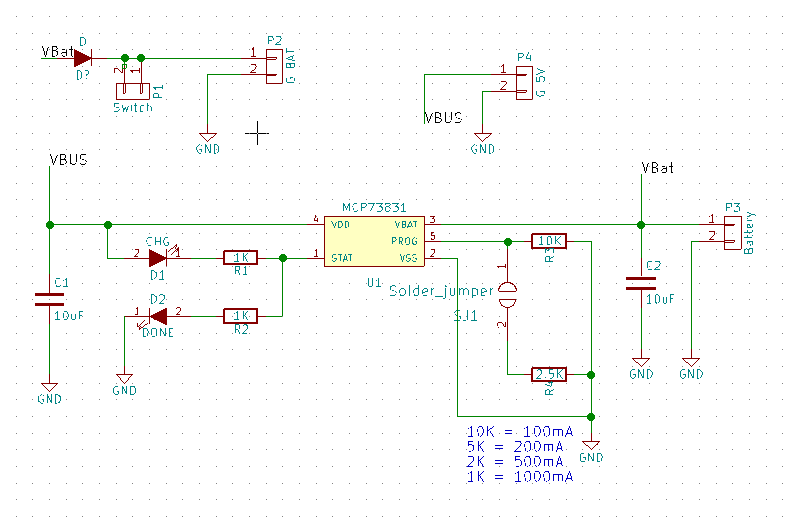 VBat
D
D?
2
1
Switch
P1
P2
1
2
G BAT
GND
P4
1
2
G 5V
VBUS
GND
VBUS
VBat
MCP73831
4
VDD
VBAT
3
PROG
5
1
STAT
VSS
2
U1
CHG
2
1
D1
1K
R1
D2
1
2
DONE
1K
R2
C1
10uF
GND
GND
10K
R3
1
Solder_jumper
SJ1
2
2.5K
R4
C2
10uF
P3
1
2
Battery
GND
GND
GND
10K = 100mA
5K = 200mA
2K = 500mA
1K = 1000mA